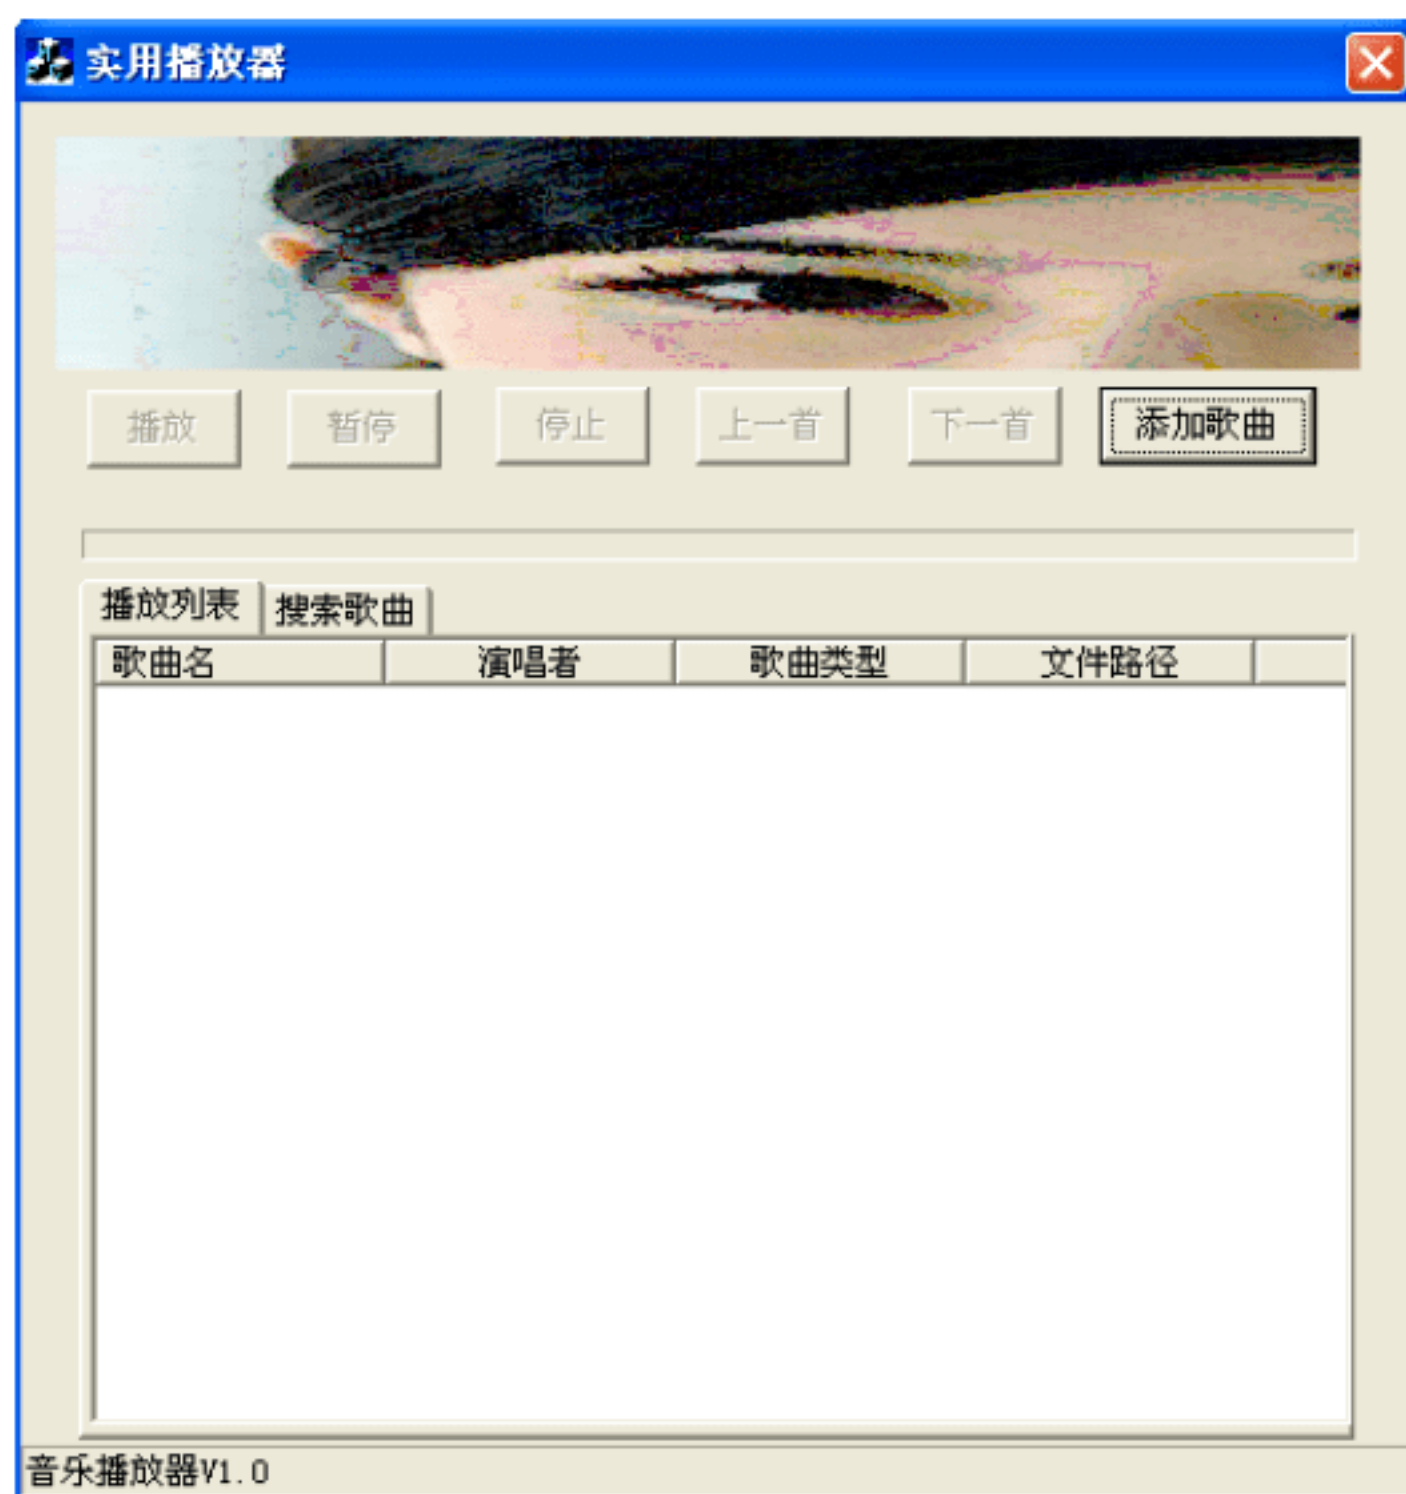 实用播放器
播放 暂停 停止 上一首 下一首 添加歌曲
播放列表 搜索歌曲
歌曲名 演唱者 歌曲类型 文件路径
音乐播放器V1.0